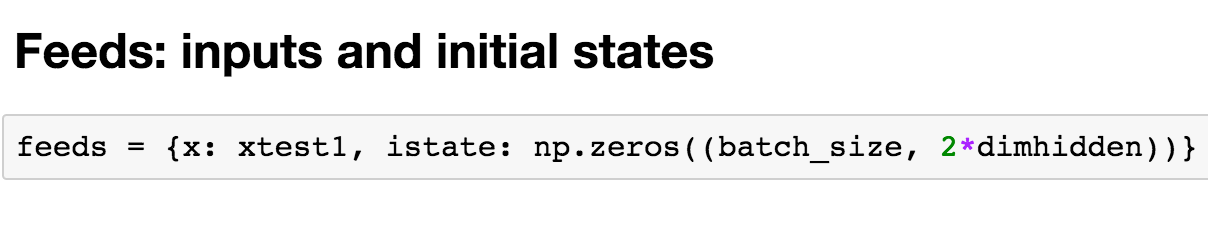 Feeds: inputs and initial states
feeds = {x: xtest1, istate: np.zeros((batch_size, 2*dimhidden))}